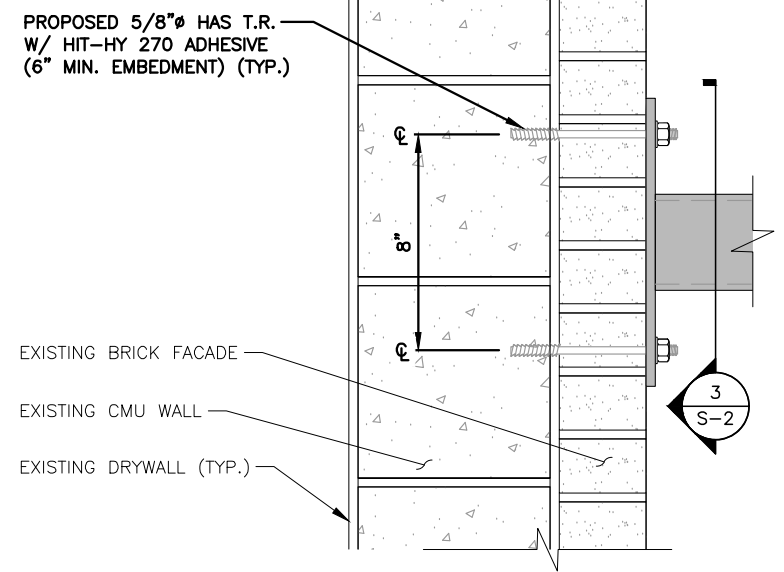 PROPOSED 5/8"ø HAS T.R.
W/ HIT-HY 270 ADHESIVE
(6" MIN. EMBEDMENT) (TYP.)
℄
8"
℄
EXISTING BRICK FACADE
EXISTING CMU WALL
EXISTING DRYWALL (TYP.)
3
S-2